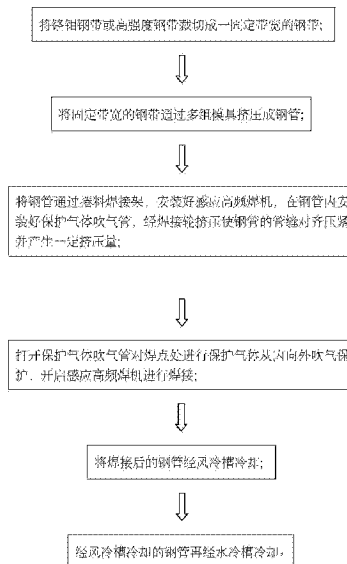 将铬钼钢带或高强度钢带裁切成一固定带宽的钢带;
将固定带宽的钢带通过多组模具挤压成钢管;
将钢管通过卷料焊接架，安装好感应高频焊机，在钢管内安
装好保护气体吹气管，经焊接轮挤压使钢管的管缝对齐压紧
并产生一定挤压量;
打开保护气体吹气管对焊点处进行保护气体从内向外吹气保
护，开启感应高频焊机进行焊接;
将焊接后的钢管经风冷槽冷却;
经风冷槽冷却的钢管再经水冷槽冷却。